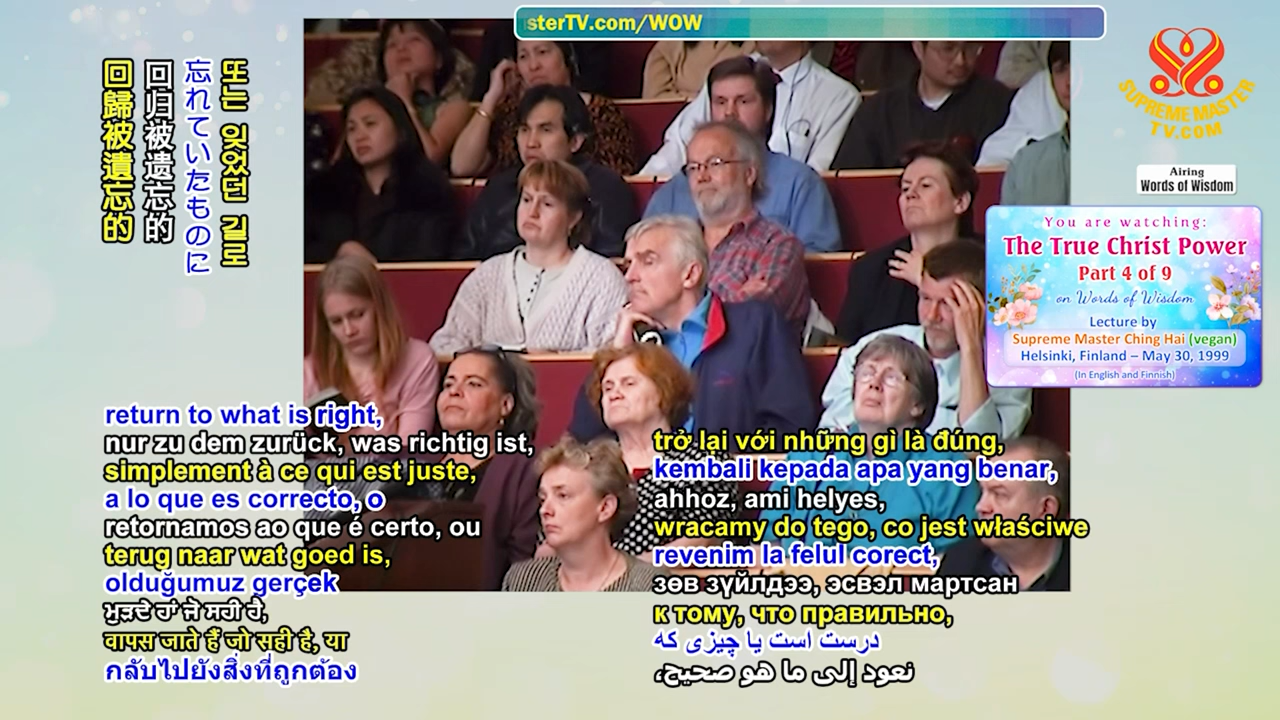 sterTV.com/WOW
SUPREME MASTER
TV.COM
Airing
Words of Wisdom
You are watching:
The True Christ Power
Part 4 of 9
on Words of Wisdom
Lecture by
Supreme Master Ching Hai (vegan)
Helsinki, Finland – May 30, 1999
(In English and Finnish)
또는 잊었던 길로
忘れていたものに
回归被遗忘的
回歸被遺忘的
return to what is right,
nur zu dem zurück, was richtig ist,
simplement à ce qui est juste,
a lo que es correcto, o
retornamos ao que é certo, ou
terug naar wat goed is,
olduğumuz gerçek
ਮੁੜਦੇ ਹਾਂ ਜੋ ਸਹੀ ਹੈ,
वापस जाते हैं जो सही है, या
กลับไปยังสิ่งที่ถูกต้อง
trở lại với những gì là đúng,
kembali kepada apa yang benar,
ahhoz, ami helyes,
wracamy do tego, co jest właściwe
revenim la felul corect,
зөв зүйлдээ, эсвэл мартсан
к тому, что правильно,
درست است یا چیزی که
نعود إلى ما هو صحيح،